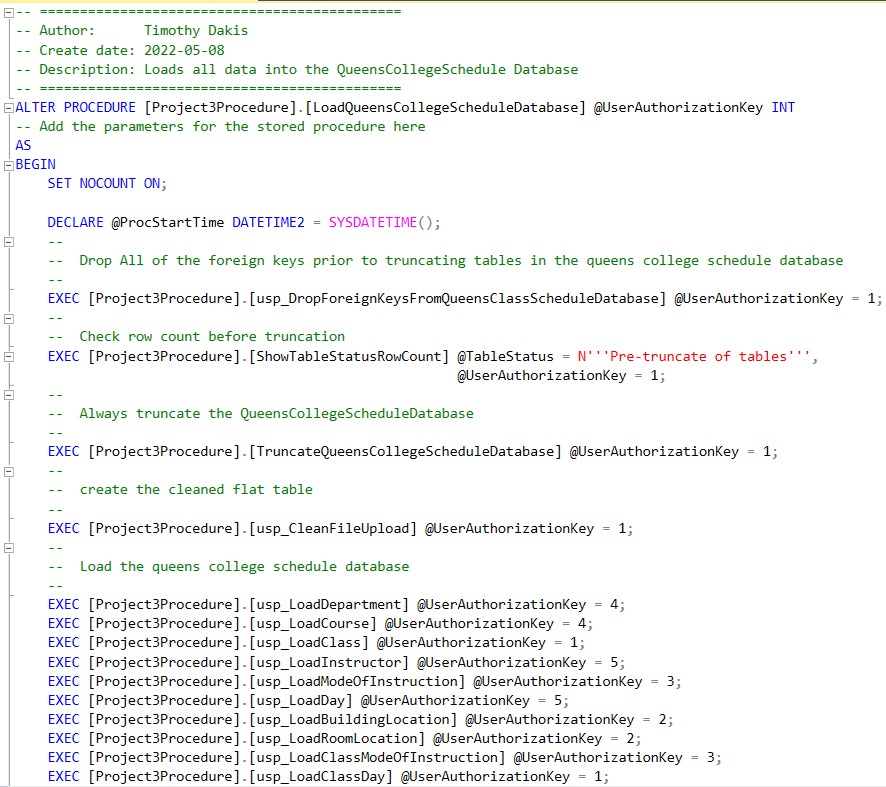 -- =============================================
-- Author:      Timothy Dakis
-- Create date: 2022-05-08
-- Description: Loads all data into the QueensCollegeSchedule Database
-- =============================================
ALTER PROCEDURE [Project3Procedure].[LoadQueensCollegeScheduleDatabase] @UserAuthorizationKey INT
-- Add the parameters for the stored procedure here
AS
BEGIN
    SET NOCOUNT ON;

    DECLARE @ProcStartTime DATETIME2 = SYSDATETIME();
    --
    --  Drop All of the foreign keys prior to truncating tables in the queens college schedule database
    --
    EXEC [Project3Procedure].[usp_DropForeignKeysFromQueensClassScheduleDatabase] @UserAuthorizationKey = 1;
    --
    --  Check row count before truncation
    EXEC [Project3Procedure].[ShowTableStatusRowCount] @TableStatus = N'''Pre-truncate of tables''',
                                                       @UserAuthorizationKey = 1;
    --
    --  Always truncate the QueensCollegeScheduleDatabase
    --
    EXEC [Project3Procedure].[TruncateQueensCollegeScheduleDatabase] @UserAuthorizationKey = 1;
    --
    --  create the cleaned flat table
    --
    EXEC [Project3Procedure].[usp_CleanFileUpload] @UserAuthorizationKey = 1;
    --
    --  Load the queens college schedule database
    --
    EXEC [Project3Procedure].[usp_LoadDepartment] @UserAuthorizationKey = 4;
    EXEC [Project3Procedure].[usp_LoadCourse] @UserAuthorizationKey = 4;
    EXEC [Project3Procedure].[usp_LoadClass] @UserAuthorizationKey = 1;
    EXEC [Project3Procedure].[usp_LoadInstructor] @UserAuthorizationKey = 5;
    EXEC [Project3Procedure].[usp_LoadModeOfInstruction] @UserAuthorizationKey = 3;
    EXEC [Project3Procedure].[usp_LoadDay] @UserAuthorizationKey = 5;
    EXEC [Project3Procedure].[usp_LoadBuildingLocation] @UserAuthorizationKey = 2;
    EXEC [Project3Procedure].[usp_LoadRoomLocation] @UserAuthorizationKey = 2;
    EXEC [Project3Procedure].[usp_LoadClassModeOfInstruction] @UserAuthorizationKey = 3;
    EXEC [Project3Procedure].[usp_LoadClassDay] @UserAuthorizationKey = 1;